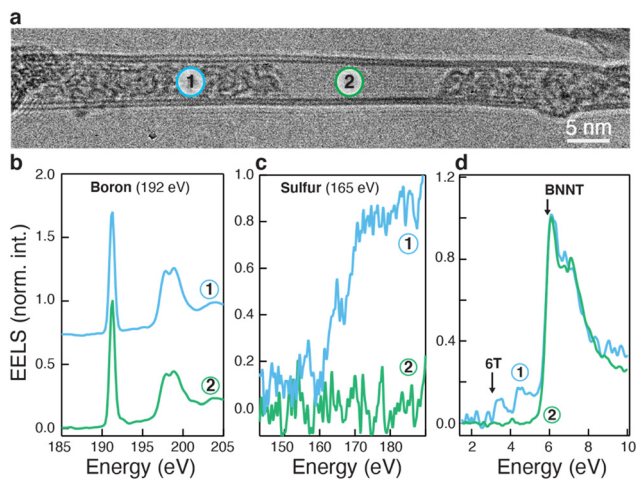 a
1
2
5 nm
b
c
d
EELS (norm. int.)
2.0
1.5
1.0
0.5
0.0
Boron (192 eV)
1
2
185 190 195 200 205
Energy (eV)
1.0
0.8
0.6
0.4
0.2
0.0
Sulfur (165 eV)
1
2
150 160 170 180
Energy (eV)
1.2
0.8
0.4
0.0
BNNT
6T
1
2
2 4 6 8 10
Energy (eV)